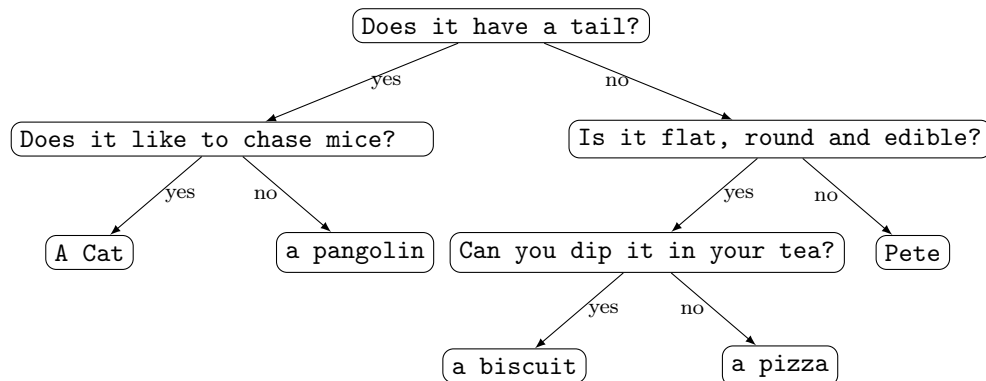 Does it have a tail?
yes
no
Does it like to chase mice?
Is it flat, round and edible?
yes
no
yes
no
A Cat
a pangolin
Can you dip it in your tea?
Pete
yes
no
a biscuit
a pizza